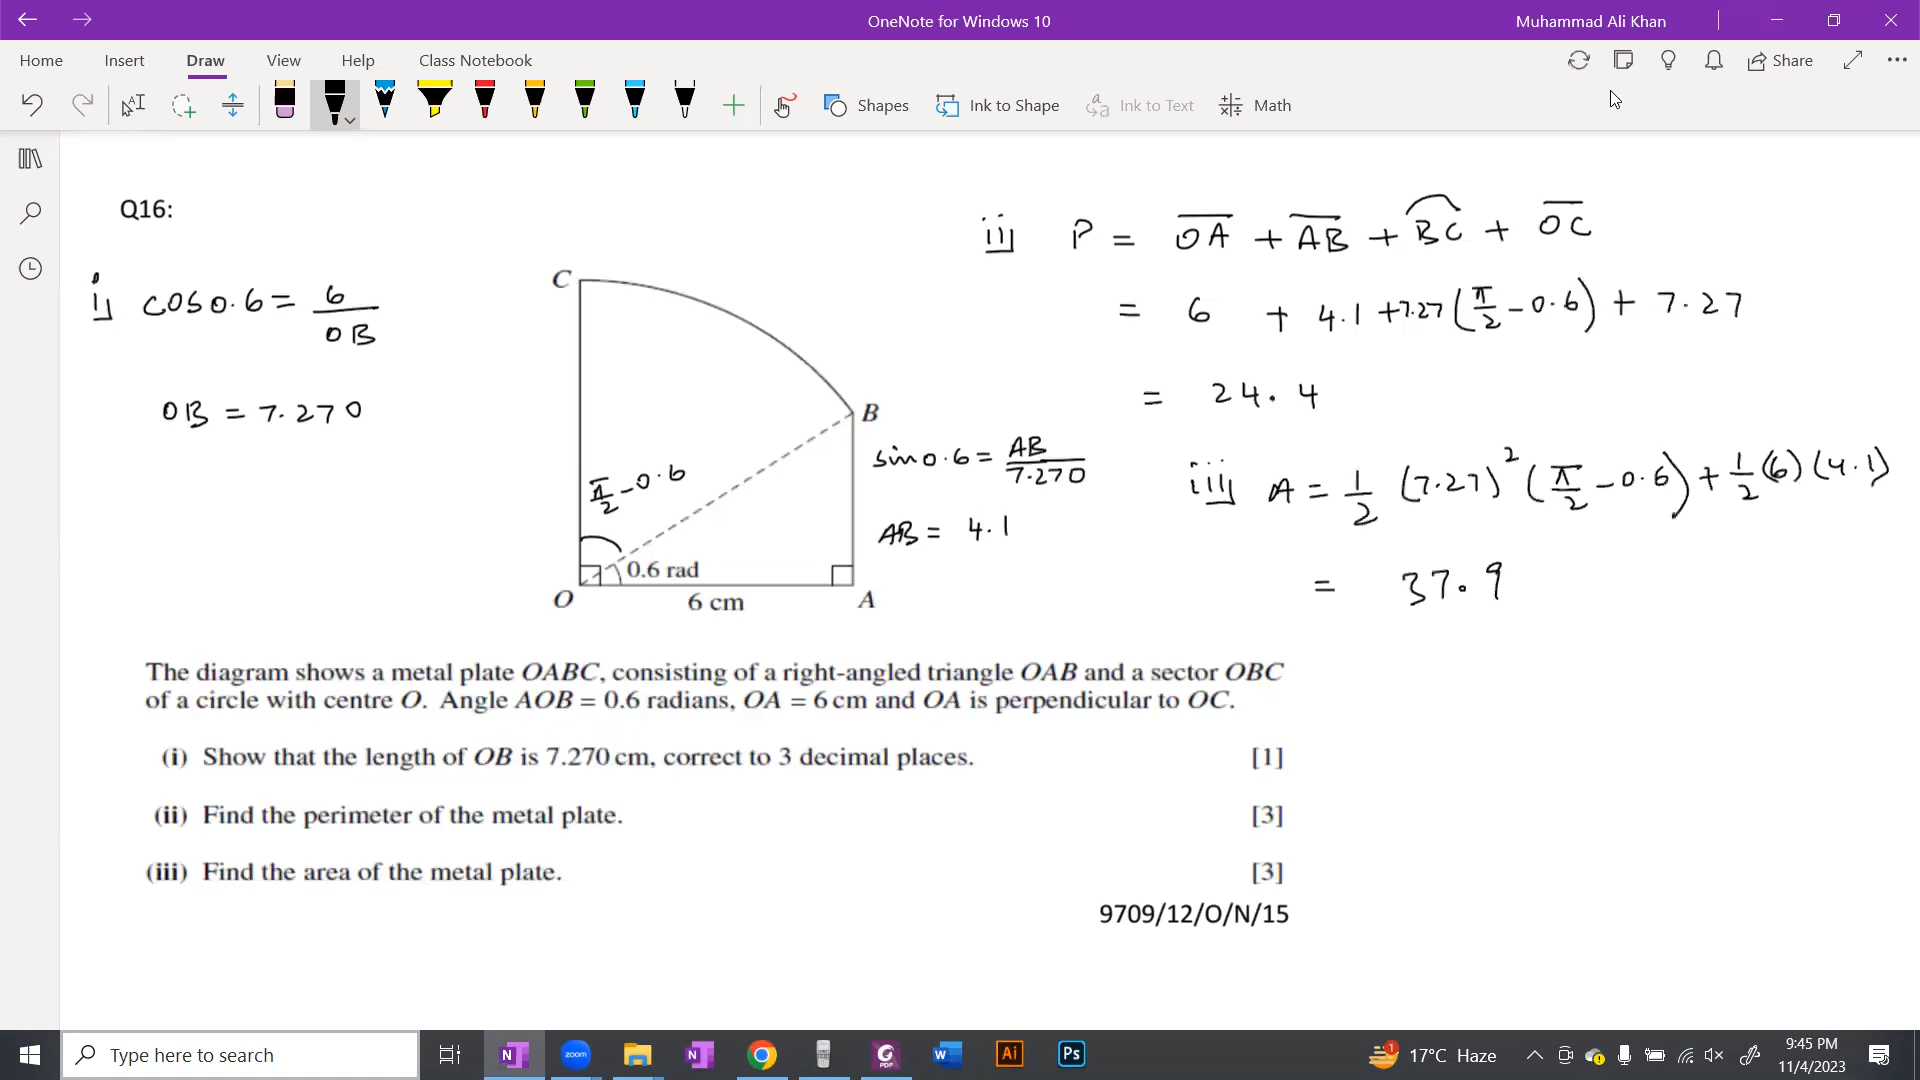 OneNote for Windows 10
Muhammad Ali Khan
Home Insert Draw View Help Class Notebook
Share
Shapes Ink to Shape Ink to Text Math
Q16:
i) cos0.6 = 6/OB
OB = 7.270
C
B
π/2 - 0.6
0.6 rad
O
6 cm
A
sin0.6 = AB/7.270
AB = 4.1
ii) P = OA + AB + BC + OC
= 6 + 4.1 + 7.27 (π/2 - 0.6) + 7.27
= 24.4
iii) A = 1/2 (7.27)² (π/2 - 0.6) + 1/2 (6) (4.1)
= 37.9
The diagram shows a metal plate OABC, consisting of a right-angled triangle OAB and a sector OBC
of a circle with centre O. Angle AOB = 0.6 radians, OA = 6 cm and OA is perpendicular to OC.
(i) Show that the length of OB is 7.270 cm, correct to 3 decimal places. [1]
(ii) Find the perimeter of the metal plate. [3]
(iii) Find the area of the metal plate. [3]
9709/12/O/N/15
Type here to search
zoom
Ai
Ps
1
17°C Haze
9:45 PM
11/4/2023